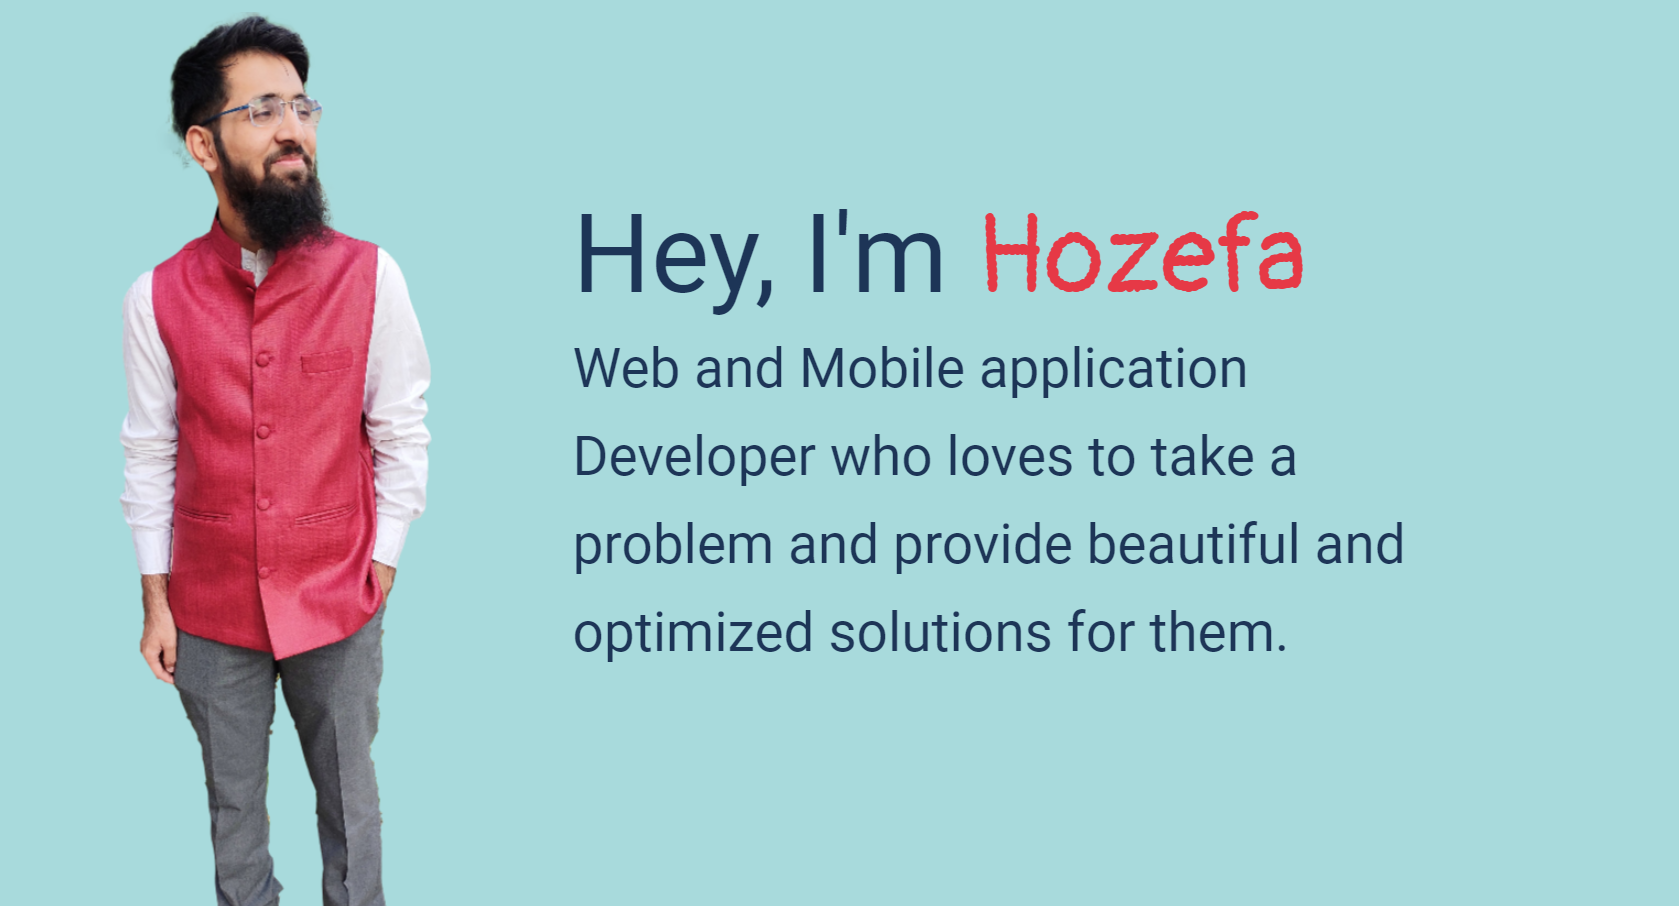 Hey, I'm Hozefa
Web and Mobile application
Developer who loves to take a
problem and provide beautiful and
optimized solutions for them.